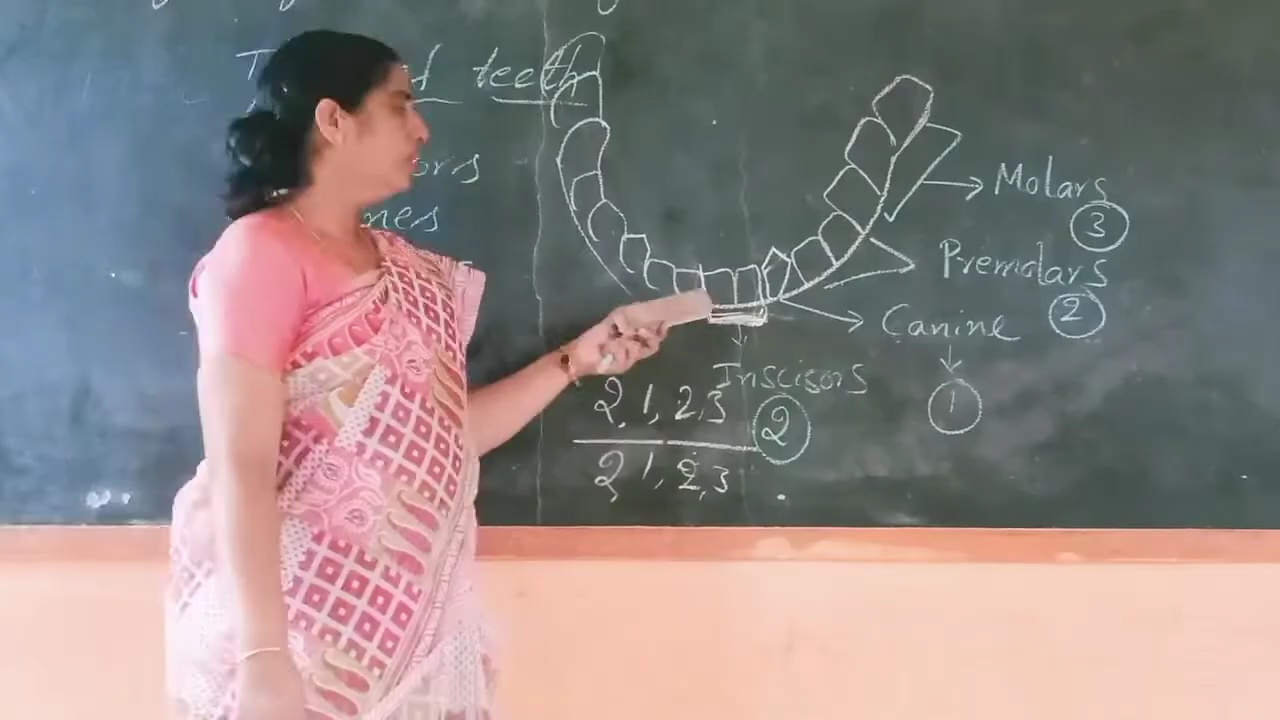 teeth
Molars
3
Premolars
2
Canine
1
Inscisors
2
2,1,2,3
2,1,2,3